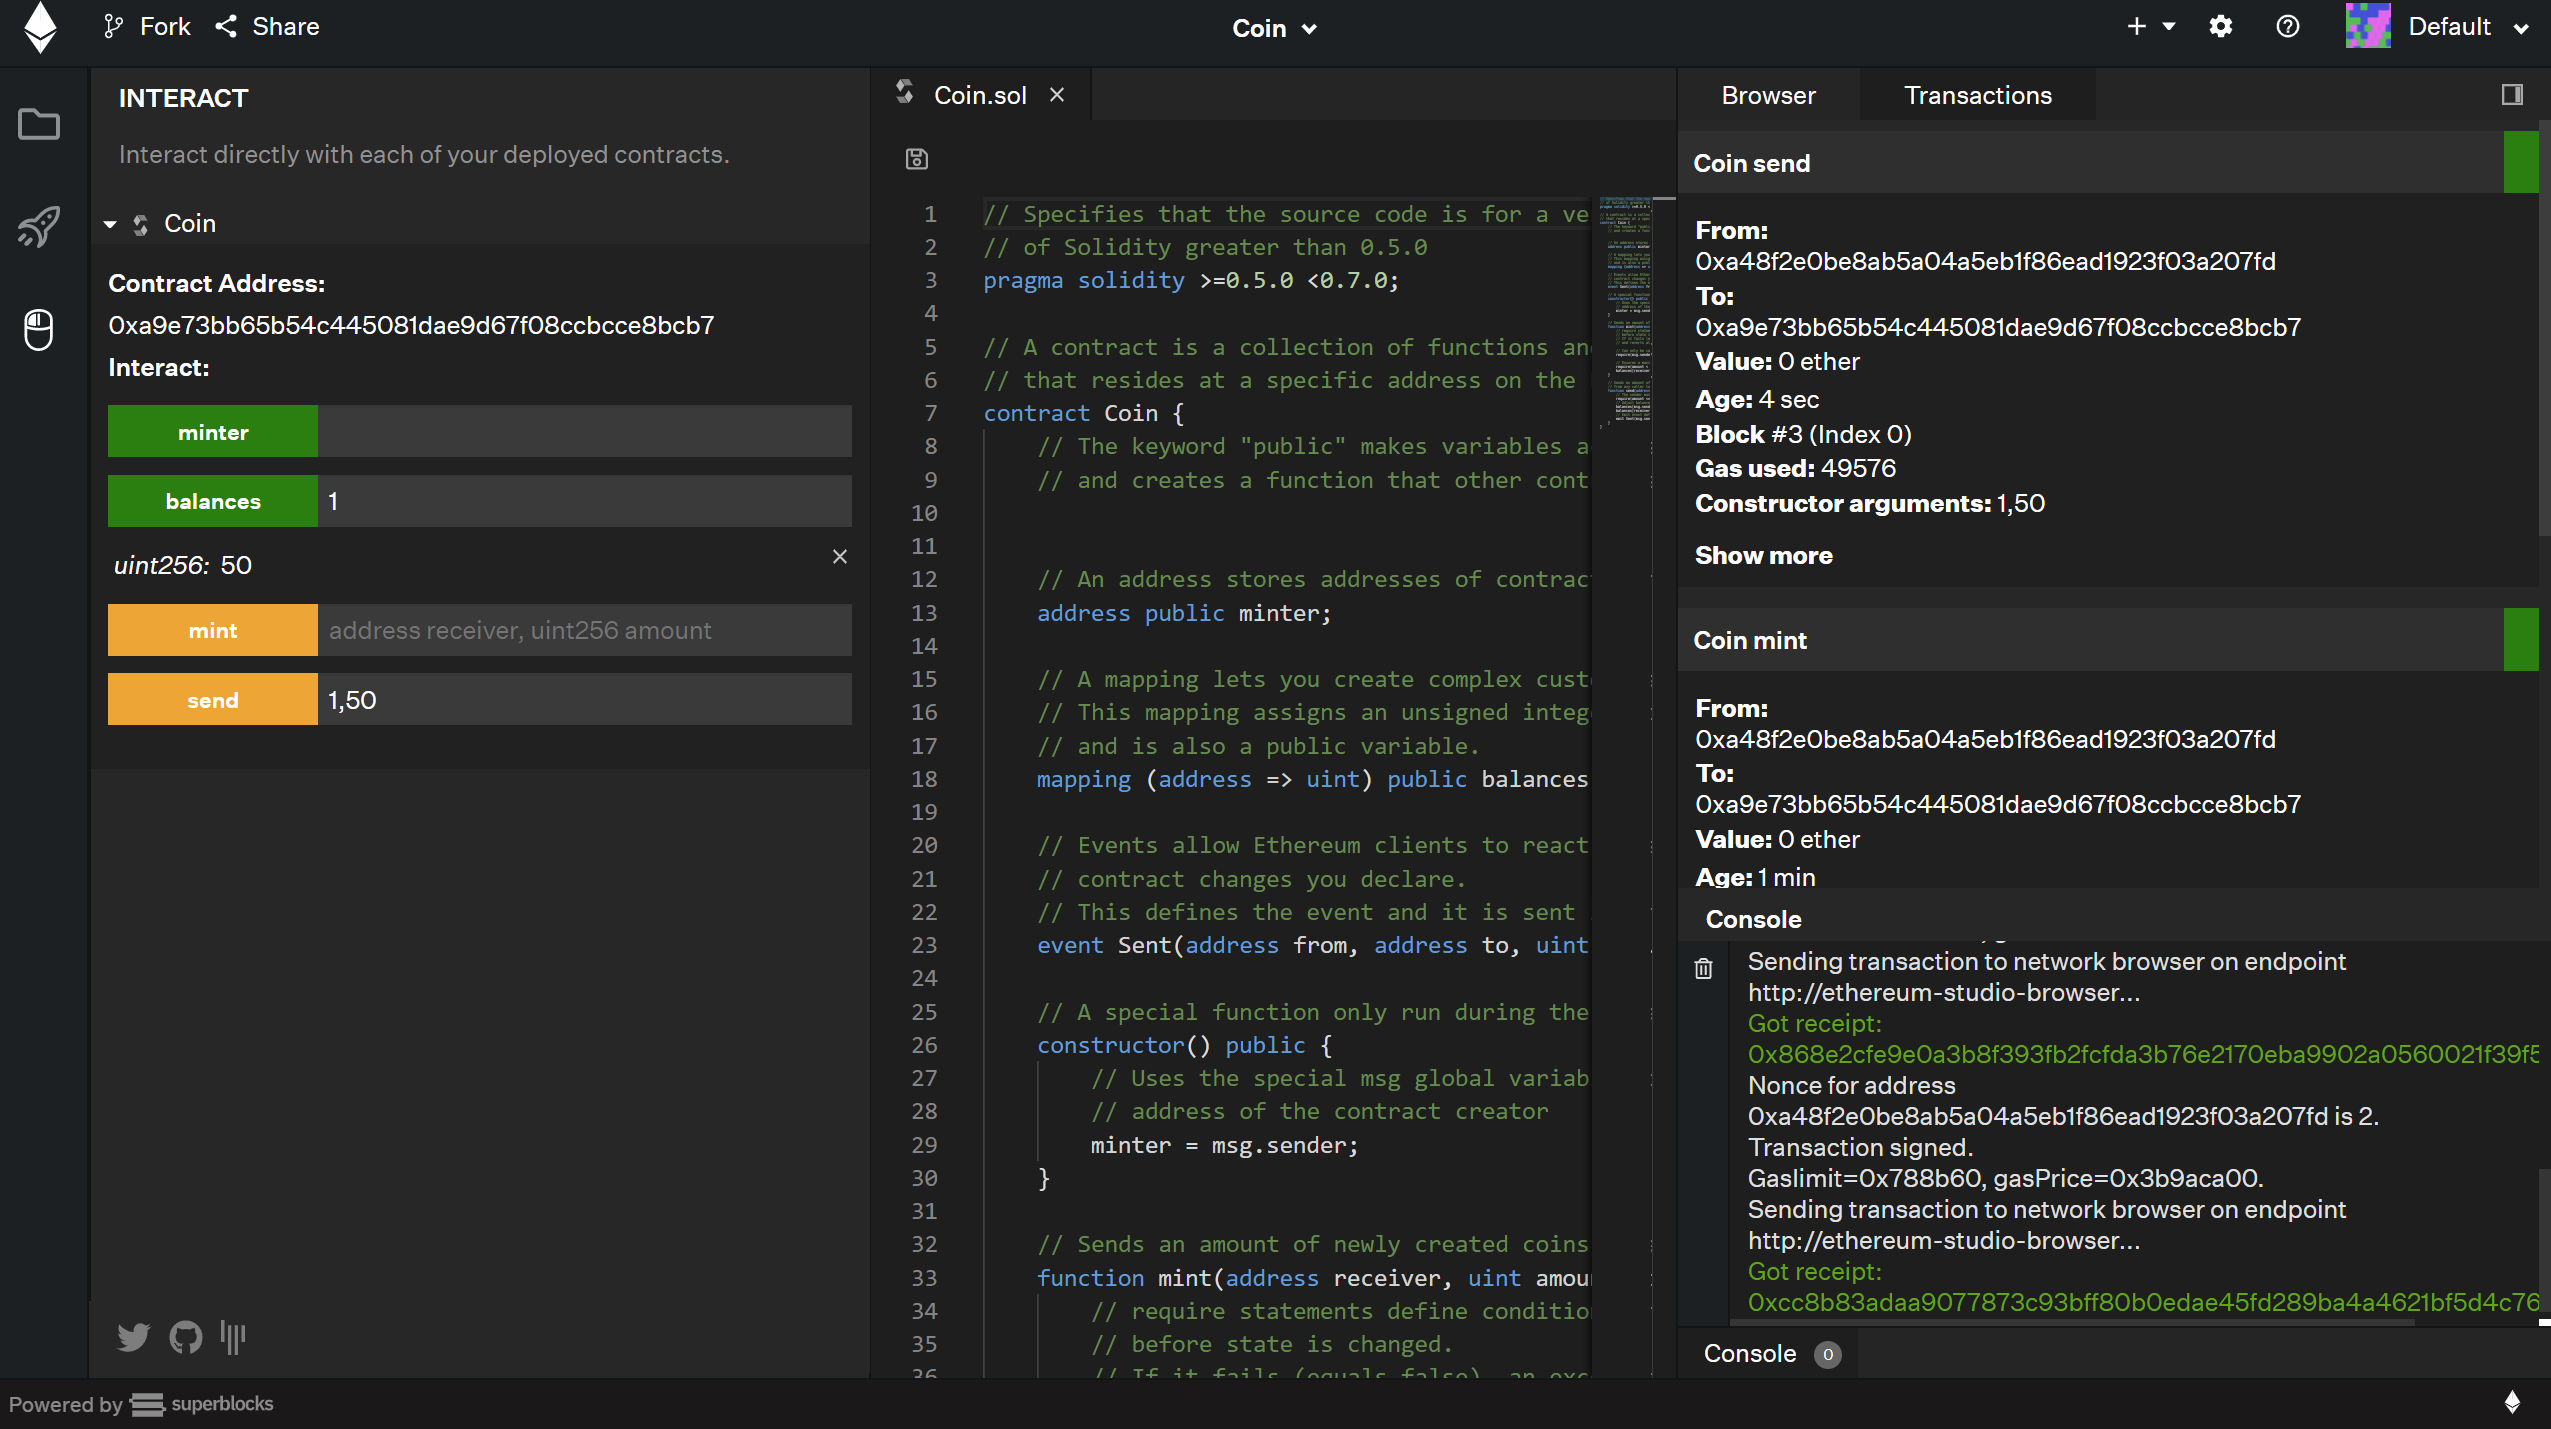 Fork
Share
Coin
Default
INTERACT
Interact directly with each of your deployed contracts.
Coin
Contract Address:
0xa9e73bb65b54c445081dae9d67f08ccbcce8bcb7
Interact:
minter
balances 1
uint256: 50
mint address receiver, uint256 amount
send 1,50
Powered by superblocks
Coin.sol
1 // Specifies that the source code is for a ve
2 // of Solidity greater than 0.5.0
3 pragma solidity >=0.5.0 <0.7.0;
4
5 // A contract is a collection of functions an
6 // that resides at a specific address on the
7 contract Coin {
8 // The keyword "public" makes variables a
9 // and creates a function that other cont
10
11
12 // An address stores addresses of contrac
13 address public minter;
14
15 // A mapping lets you create complex cust
16 // This mapping assigns an unsigned integ
17 // and is also a public variable.
18 mapping (address => uint) public balances
19
20 // Events allow Ethereum clients to react
21 // contract changes you declare.
22 // This defines the event and it is sent
23 event Sent(address from, address to, uint
24
25 // A special function only run during the
26 constructor() public {
27 // Uses the special msg global variab
28 // address of the contract creator
29 minter = msg.sender;
30 }
31
32 // Sends an amount of newly created coins
33 function mint(address receiver, uint amou
34 // require statements define conditio
35 // before state is changed.
36 // If it fails (equals false), an exc
Browser
Transactions
Coin send
From:
0xa48f2e0be8ab5a04a5eb1f86ead1923f03a207fd
To:
0xa9e73bb65b54c445081dae9d67f08ccbcce8bcb7
Value: 0 ether
Age: 4 sec
Block #3 (Index 0)
Gas used: 49576
Constructor arguments: 1,50
Show more
Coin mint
From:
0xa48f2e0be8ab5a04a5eb1f86ead1923f03a207fd
To:
0xa9e73bb65b54c445081dae9d67f08ccbcce8bcb7
Value: 0 ether
Age: 1 min
Console
Sending transaction to network browser on endpoint
http://ethereum-studio-browser...
Got receipt:
0x868e2cfe9e0a3b8f393fb2fcfda3b76e2170eba9902a0560021f39f5
Nonce for address
0xa48f2e0be8ab5a04a5eb1f86ead1923f03a207fd is 2.
Transaction signed.
Gaslimit=0x788b60, gasPrice=0x3b9aca00.
Sending transaction to network browser on endpoint
http://ethereum-studio-browser...
Got receipt:
0xcc8b83adaa9077873c93bff80b0edae45fd289ba4a4621bf5d4c76
Console 0